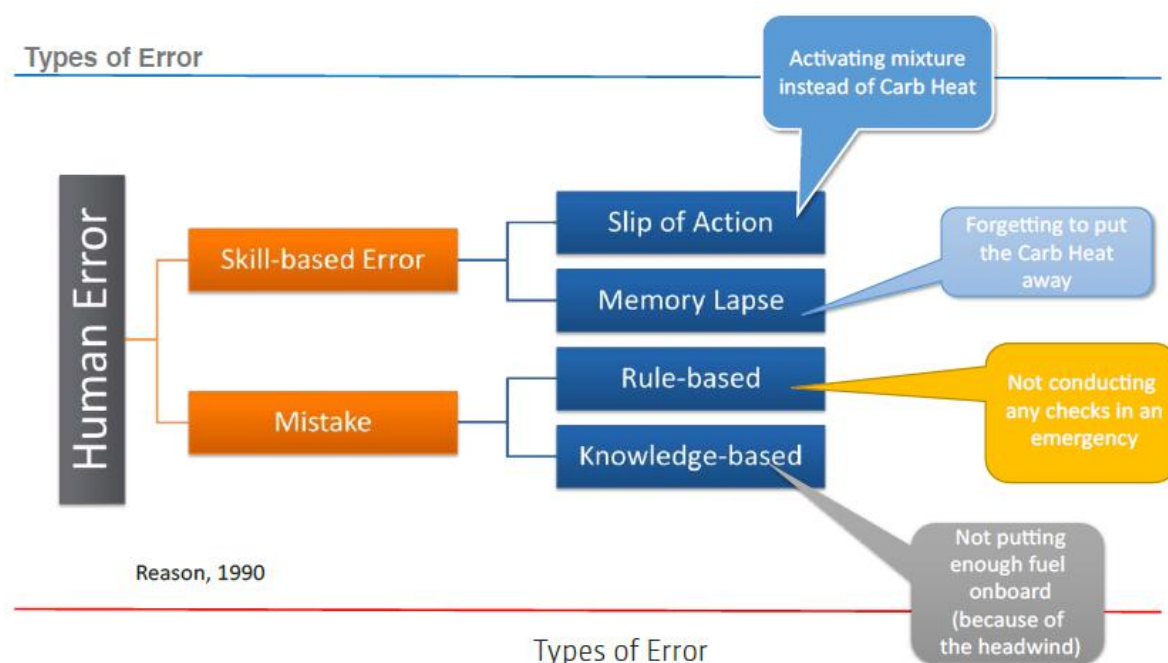 Types of Error
Activating mixture
instead of Carb Heat
Human Error
Skill-based Error
Mistake
Slip of Action
Memory Lapse
Rule-based
Knowledge-based
Forgetting to put
the Carb Heat
away
Not conducting
any checks in an
emergency
Not putting
enough fuel
onboard
(because of
the headwind)
Reason, 1990
Types of Error